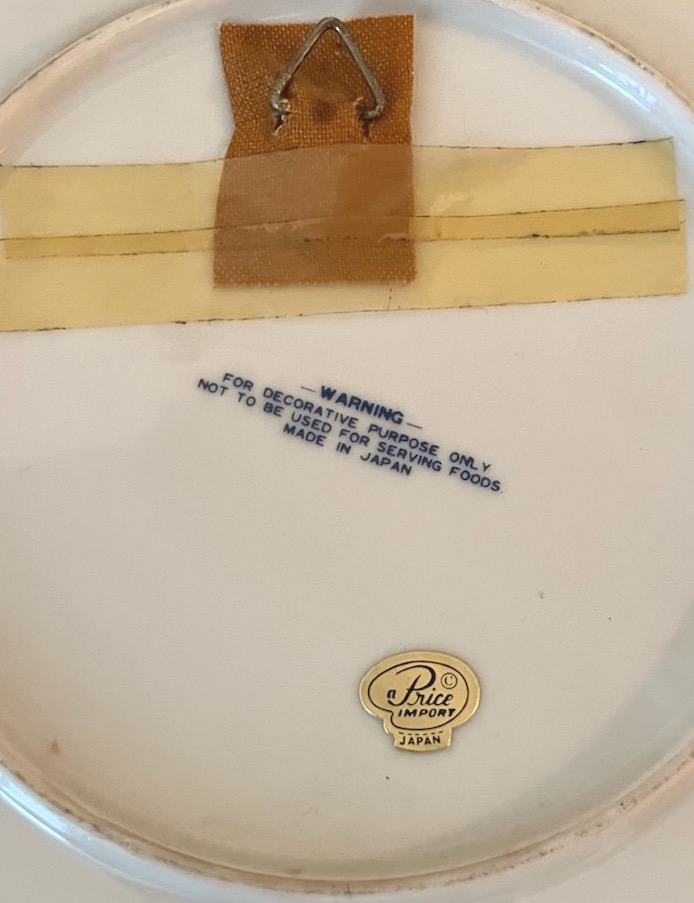 —WARNING—
FOR DECORATIVE PURPOSE ONLY
NOT TO BE USED FOR SERVING FOODS
MADE IN JAPAN
a Price ©
IMPORT
JAPAN